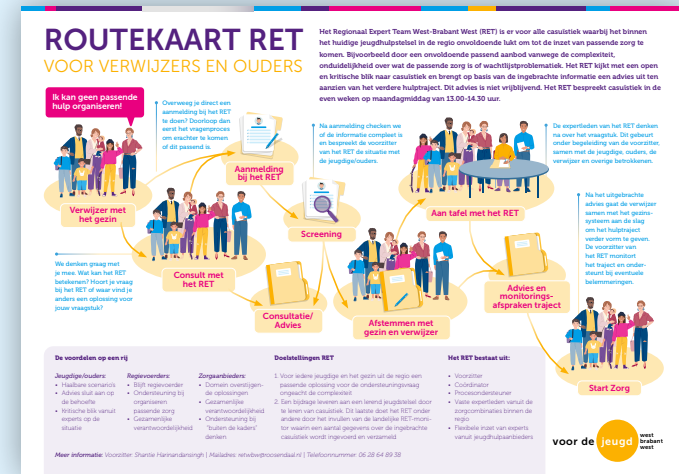 ROUTEKAART RET
VOOR VERWIJZERS EN OUDERS
Het Regionaal Expert Team West-Brabant West (RET) is er voor alle casuïstiek waarbij het binnen
het huidige jeugdhulpstelsel in de regio onvoldoende lukt om tot de inzet van passende zorg te
komen. Bijvoorbeeld door een onvoldoende passend aanbod vanwege de complexiteit,
onduidelijkheid over wat de passende zorg is of wachtlijstproblematiek. Het RET kijkt met een open
en kritische blik naar casuïstiek en brengt op basis van de ingebrachte informatie een advies uit ten
aanzien van het verdere hulptraject. Dit advies is niet vrijblijvend. Het RET bespreekt casuïstiek in de
even weken op maandagmiddag van 13.00-14.30 uur.
Ik kan geen passende
hulp organiseren!
Overweeg je direct een
aanmelding bij het RET
te doen? Doorloop dan
eerst het vragenproces
om erachter te komen
of dit passend is.
Aanmelding
bij het RET
Na aanmelding checken we
of de informatie compleet is
en bespreekt de voorzitter
van het RET de situatie met
de jeugdige/ouders.
De expertleden van het RET denken
na over het vraagstuk. Dit gebeurt
onder begeleiding van de voorzitter,
samen met de jeugdige, ouders, de
verwijzer en overige betrokkenen.
Verwijzer met
het gezin
Screening
Aan tafel met het RET
Na het uitgebrachte
advies gaat de verwijzer
samen met het gezins-
systeem aan de slag
om het hulptraject
verder vorm te geven.
De voorzitter van
het RET monitort
het traject en onder-
steunt bij eventuele
belemmeringen.
We denken graag met
je mee. Wat kan het RET
betekenen? Hoort je vraag
bij het RET of waar vind je
anders een oplossing voor
jouw vraagstuk?
Consult met
het RET
Consultatie/
Advies
Afstemmen met
gezin en verwijzer
Advies en
monitorings-
afspraken traject
Start Zorg
De voordelen op een rij
Jeugdige/ouders:
• Haalbare scenario's
• Advies sluit aan op
de behoefte
• Kritische blik vanuit
experts op de
situatie
Regievoerders:
• Blijft regievoerder
• Ondersteuning bij
organiseren
passende zorg
• Gezamenlijke
verantwoordelijkheid
Zorgaanbieders:
• Domein overstijgen-
de oplossingen
• Gezamenlijke
verantwoordelijkheid
• Ondersteuning bij
"buiten de kaders"
denken
Doelstellingen RET
1. Voor iedere jeugdige en het gezin uit de regio een
passende oplossing voor de ondersteuningsvraag
ongeacht de complexiteit
2. Een bijdrage leveren aan een lerend jeugdstelsel door
te leren van casuïstiek. Dit laatste doet het RET onder
andere door het invullen van de landelijke RET-moni-
tor waarin een aantal gegevens over de ingebrachte
casuïstiek wordt ingevoerd en verzameld.
Het RET bestaat uit:
• Voorzitter
• Coördinator
• Procesondersteuner
• Vaste expertleden vanuit de
zorgcombinaties binnen de
regio
• Flexibele inzet van experts
vanuit jeugdhulpaanbieders
Meer informatie: Voorzitter: Shantie Harinandansingh | Mailadres: retwbw@roosendaal.nl | Telefoonnummer: 06 28 64 89 38
voor de jeugd
west
brabant
west